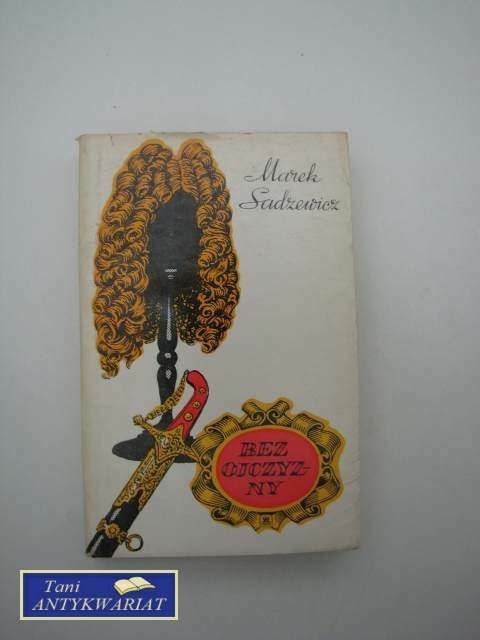 Marek
Sadzewicz
BEZ
OJCZYZ-
NY
Tani
ANTYKWARIAT